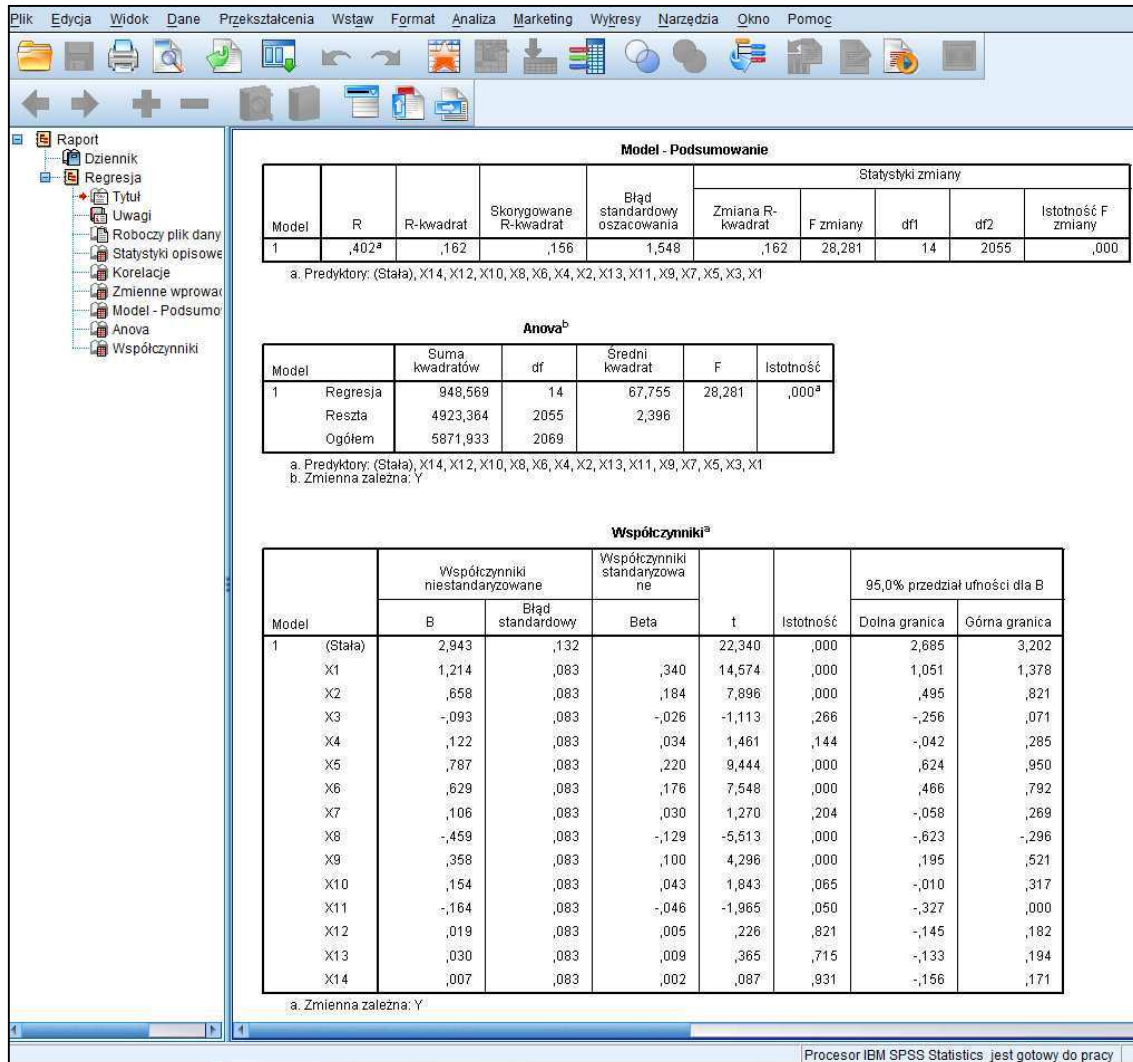 Plik Edycja Widok Dane Przekształcenia Wstaw Format Analiza Marketing Wykresy Narzędzia Okno Pomoc
Raport
Dziennik
Regresja
Tytuł
Uwagi
Roboczy plik dany
Statystyki opisowe
Korelacje
Zmienne wprowad
Model - Podsumo
Anova
Współczynniki
Model - Podsumowanie
Statystyki zmiany
Model R R-kwadrat Skorygowane R-kwadrat Błąd standardowy oszacowania Zmiana R-kwadrat F zmiany df1 df2 Istotność F zmiany
1 ,402a ,162 ,156 1,548 ,162 28,281 14 2055 ,000
a. Predyktory: (Stała), X14, X12, X10, X8, X6, X4, X2, X13, X11, X9, X7, X5, X3, X1
Anovab
Model Suma kwadratów df Średni kwadrat F Istotność
1 Regresja 948,569 14 67,755 28,281 ,000a
Reszta 4923,364 2055 2,396
Ogółem 5871,933 2069
a. Predyktory: (Stała), X14, X12, X10, X8, X6, X4, X2, X13, X11, X9, X7, X5, X3, X1
b. Zmienna zależna: Y
Współczynnikia
Współczynniki niestandaryzowane Współczynniki standaryzowa ne 95,0% przedział ufności dla B
Model B Błąd standardowy Beta t Istotność Dolna granica Górna granica
1 (Stała) 2,943 ,132 22,340 ,000 2,685 3,202
X1 1,214 ,083 ,340 14,574 ,000 1,051 1,378
X2 ,658 ,083 ,184 7,896 ,000 ,495 ,821
X3 -,093 ,083 -,026 -1,113 ,266 -,256 ,071
X4 ,122 ,083 ,034 1,461 ,144 -,042 ,285
X5 ,787 ,083 ,220 9,444 ,000 ,624 ,950
X6 ,629 ,083 ,176 7,548 ,000 ,466 ,792
X7 ,106 ,083 ,030 1,270 ,204 -,058 ,269
X8 -,459 ,083 -,129 -5,513 ,000 -,623 -,296
X9 ,358 ,083 ,100 4,296 ,000 ,195 ,521
X10 ,154 ,083 ,043 1,843 ,065 -,010 ,317
X11 -,164 ,083 -,046 -1,965 ,050 -,327 ,000
X12 ,019 ,083 ,005 ,226 ,821 -,145 ,182
X13 ,030 ,083 ,009 ,365 ,715 -,133 ,194
X14 ,007 ,083 ,002 ,087 ,931 -,156 ,171
a. Zmienna zależna: Y
Procesor IBM SPSS Statistics jest gotowy do pracy